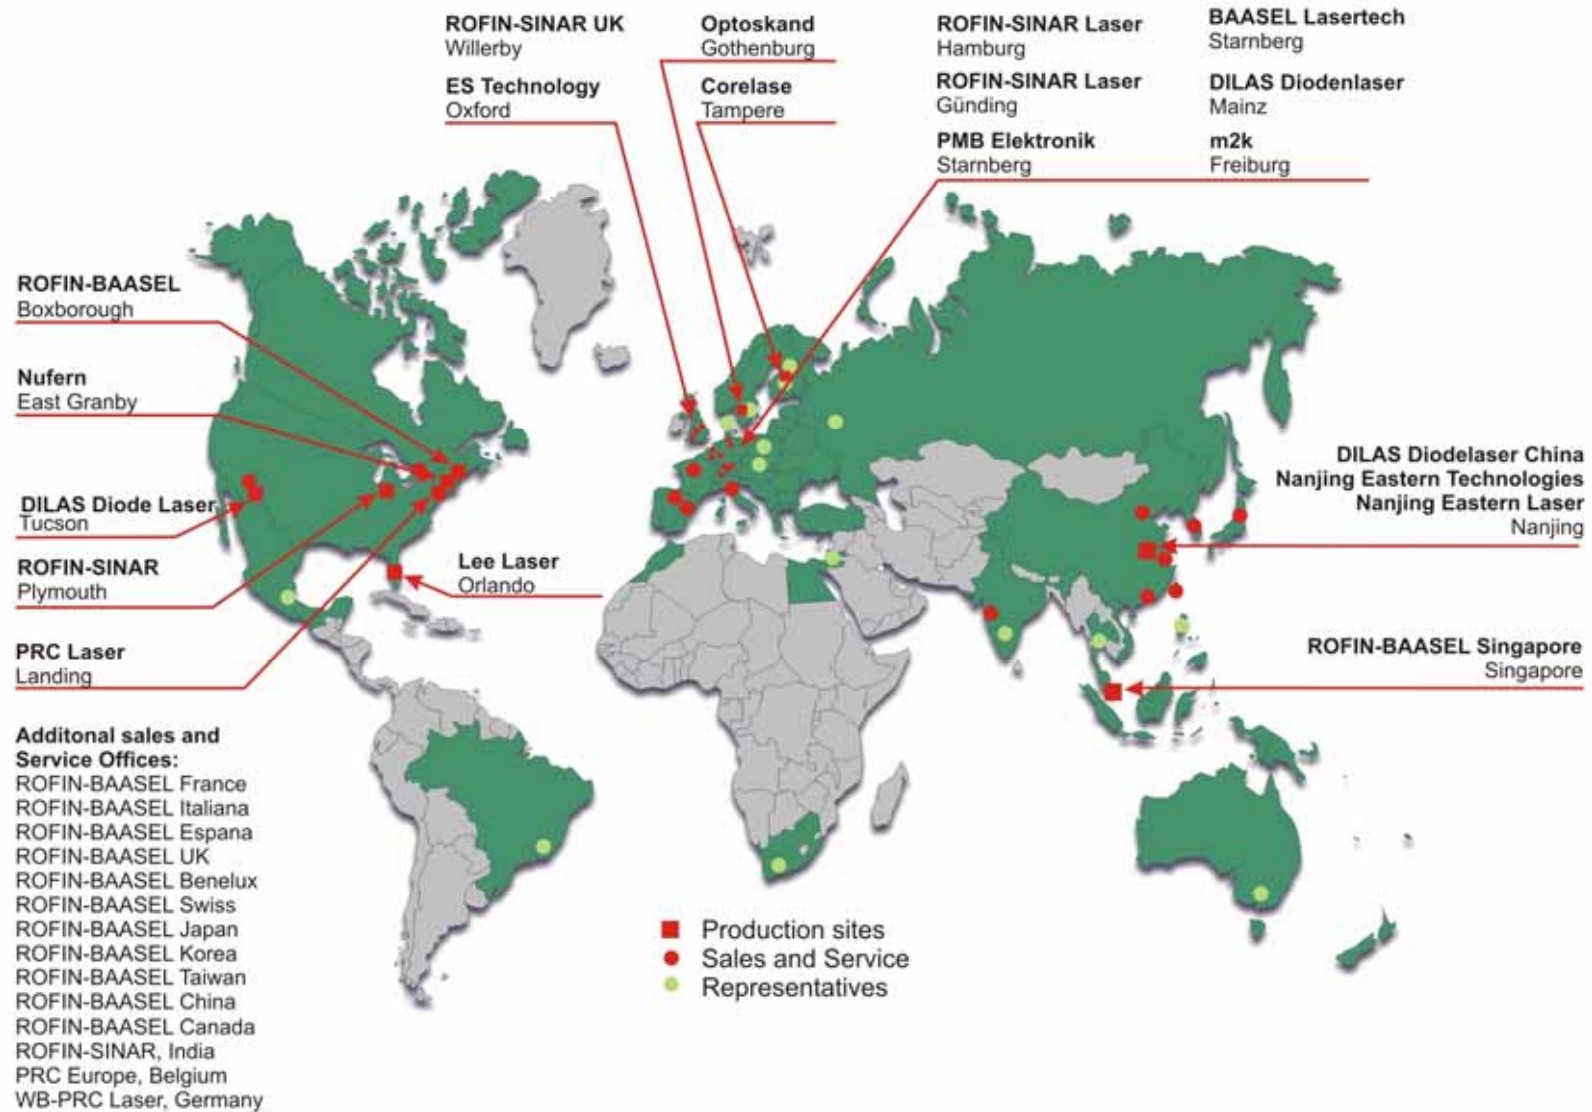 ROFIN-SINAR UK
Willerby
ES Technology
Oxford
Optoskand
Gothenburg
Corelase
Tampere
ROFIN-SINAR Laser
Hamburg
ROFIN-SINAR Laser
Günding
PMB Elektronik
Starnberg
BAASEL Lasertech
Starnberg
DILAS Diodenlaser
Mainz
m2k
Freiburg
ROFIN-BAASEL
Boxborough
Nufern
East Granby
DILAS Diode Laser
Tucson
ROFIN-SINAR
Plymouth
Lee Laser
Orlando
PRC Laser
Landing
DILAS Diodelaser China
Nanjing Eastern Technologies
Nanjing Eastern Laser
Nanjing
ROFIN-BAASEL Singapore
Singapore
Additonal sales and
Service Offices:
ROFIN-BAASEL France
ROFIN-BAASEL Italiana
ROFIN-BAASEL Espana
ROFIN-BAASEL UK
ROFIN-BAASEL Benelux
ROFIN-BAASEL Swiss
ROFIN-BAASEL Japan
ROFIN-BAASEL Korea
ROFIN-BAASEL Taiwan
ROFIN-BAASEL China
ROFIN-BAASEL Canada
ROFIN-SINAR, India
PRC Europe, Belgium
WB-PRC Laser, Germany
Production sites
Sales and Service
Representatives